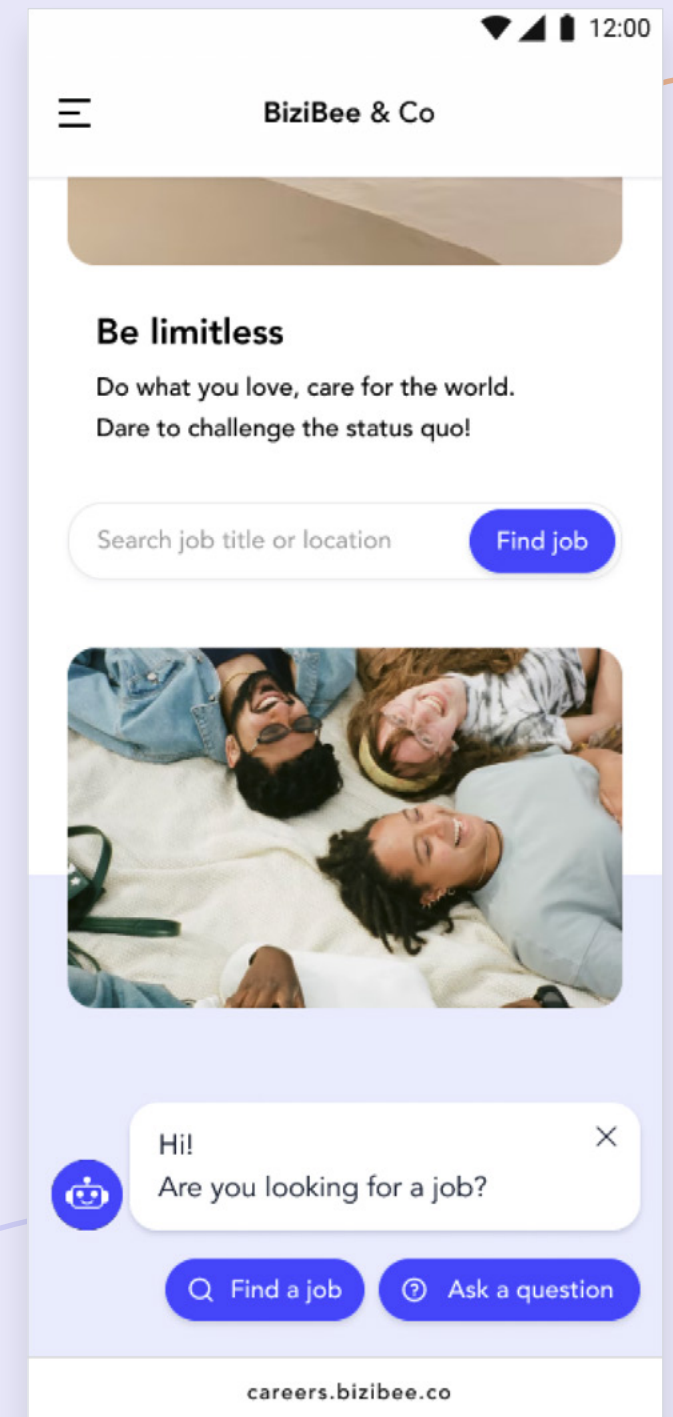 12:00
BiziBee & Co
Be limitless
Do what you love, care for the world.
Dare to challenge the status quo!
Search job title or location
Find job
Hi!
Are you looking for a job?
Find a job
Ask a question
careers.bizibee.co